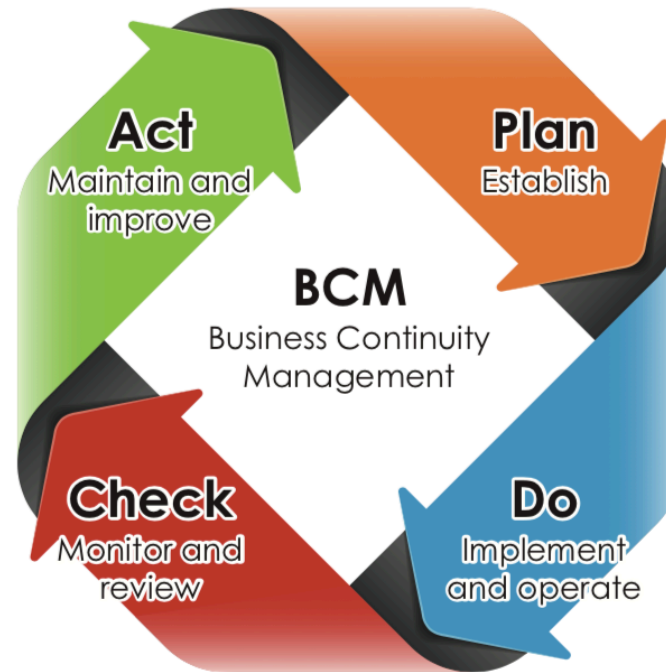 Act
Maintain and
improve
Plan
Establish
BCM
Business Continuity
Management
Check
Monitor and
review
Do
Implement
and operate